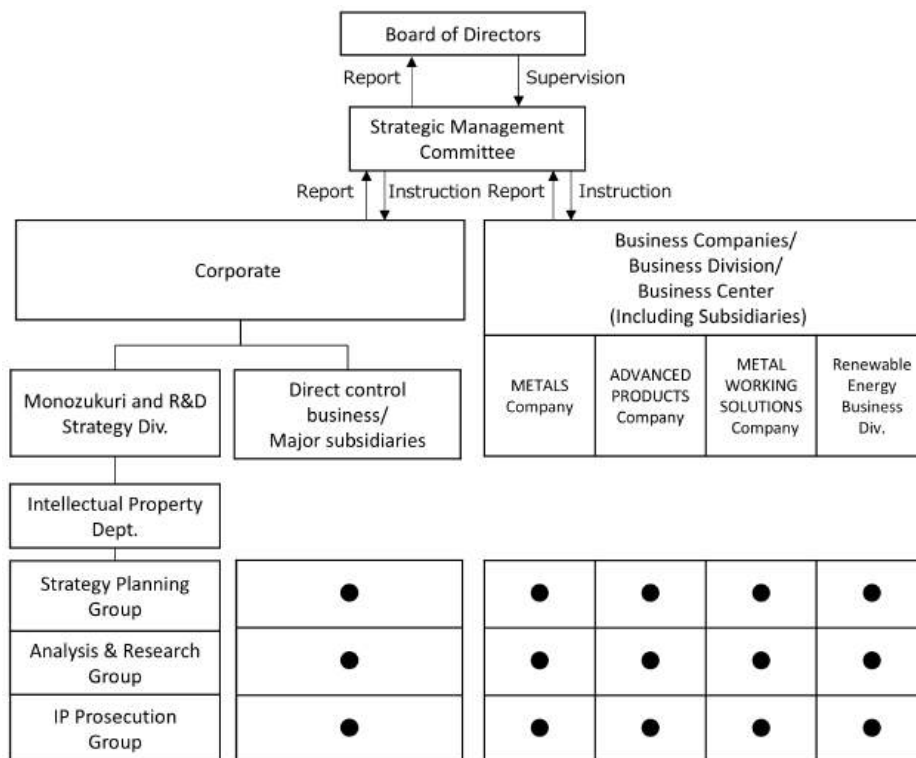 Board of Directors
Report
Supervision
Strategic Management
Committee
Report
Instruction
Report
Instruction
Corporate
Business Companies/
Business Division/
Business Center
(Including Subsidiaries)
Monozukuri and R&D
Strategy Div.
Direct control
business/
Major subsidiaries
METALS
Company
ADVANCED
PRODUCTS
Company
METAL
WORKING
SOLUTIONS
Company
Renewable
Energy
Business
Div.
Intellectual Property
Dept.
Strategy Planning
Group
Analysis & Research
Group
IP Prosecution
Group